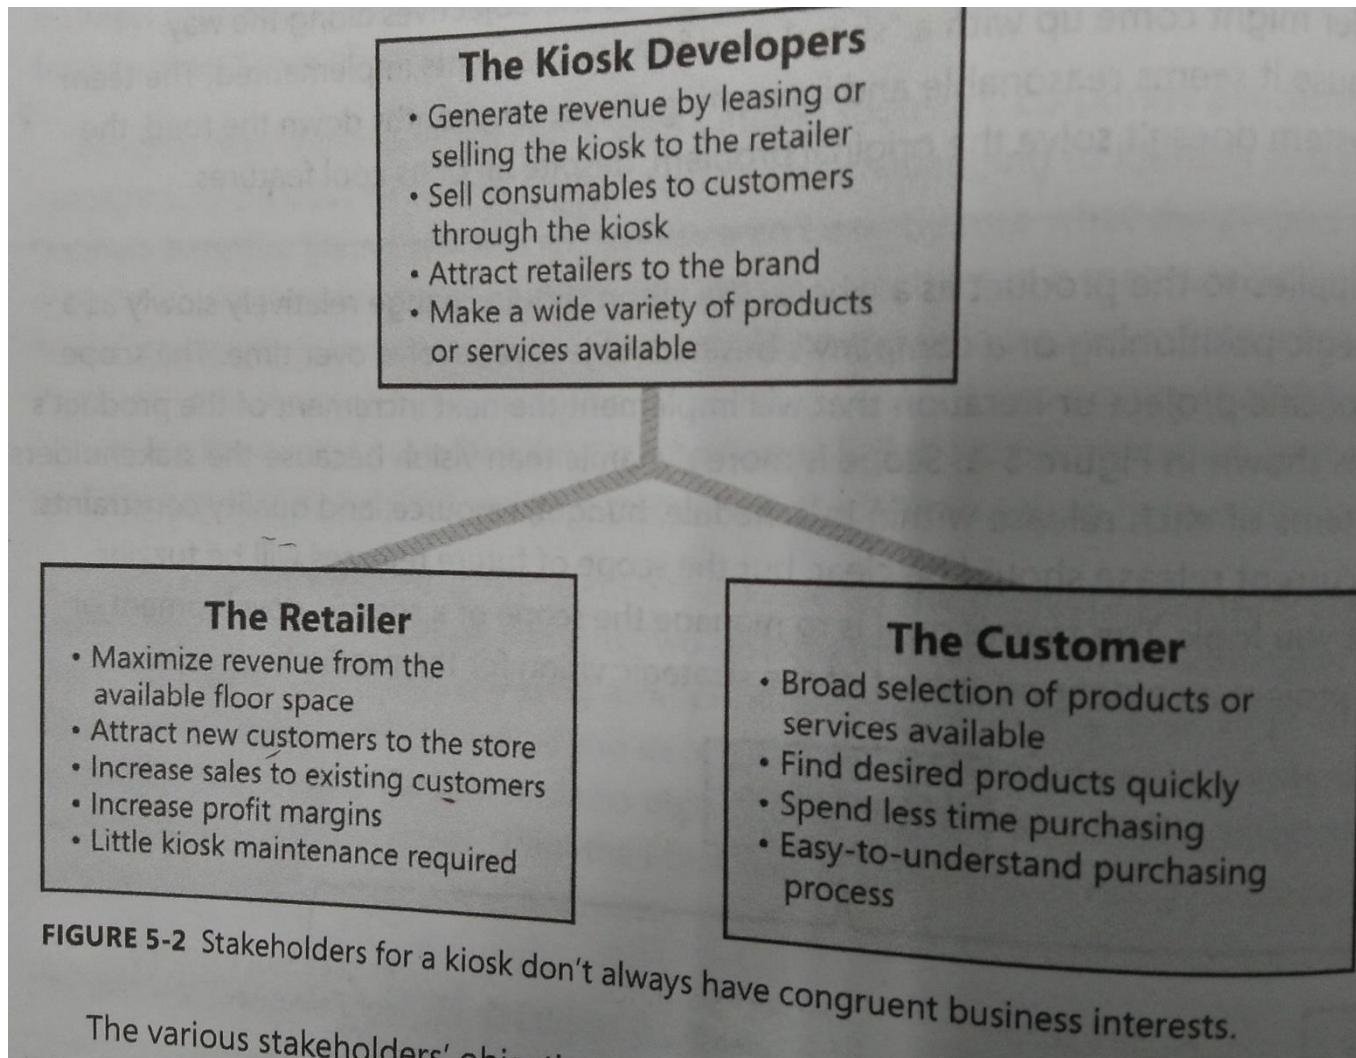 The Kiosk Developers
• Generate revenue by leasing or
selling the kiosk to the retailer
• Sell consumables to customers
through the kiosk
• Attract retailers to the brand
• Make a wide variety of products
or services available
The Retailer
• Maximize revenue from the
available floor space
• Attract new customers to the store
• Increase sales to existing customers
• Increase profit margins
• Little kiosk maintenance required
The Customer
• Broad selection of products or
services available
• Find desired products quickly
• Spend less time purchasing
• Easy-to-understand purchasing
process
FIGURE 5-2 Stakeholders for a kiosk don't always have congruent business interests.
The various stakeholders'